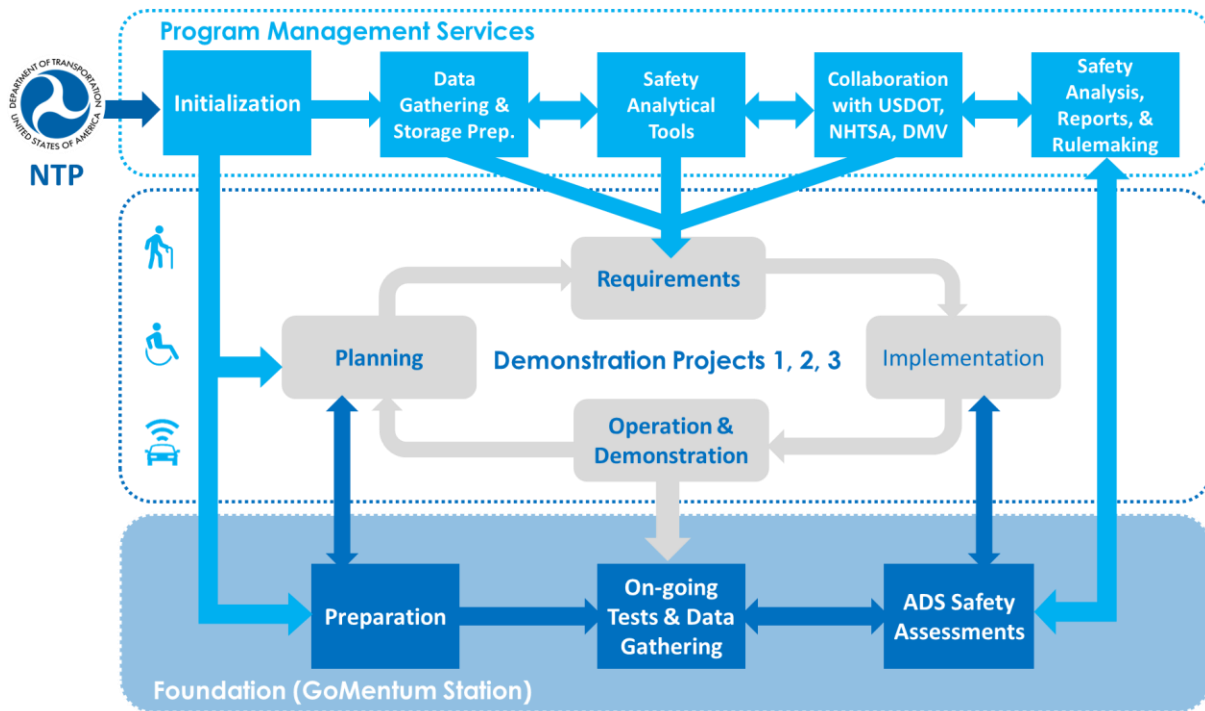 Program Management Services
DEPARTMENT OF TRANSPORTATION
UNITED STATES OF AMERICA
NTP
Initialization
Data
Gathering &
Storage Prep.
Safety
Analytical
Tools
Collaboration
with USDOT,
NHTSA, DMV
Safety
Analysis,
Reports, &
Rulemaking
Requirements
Planning
Demonstration Projects 1, 2, 3
Implementation
Operation &
Demonstration
Preparation
On-going
Tests & Data
Gathering
ADS Safety
Assessments
Foundation (GoMentum Station)